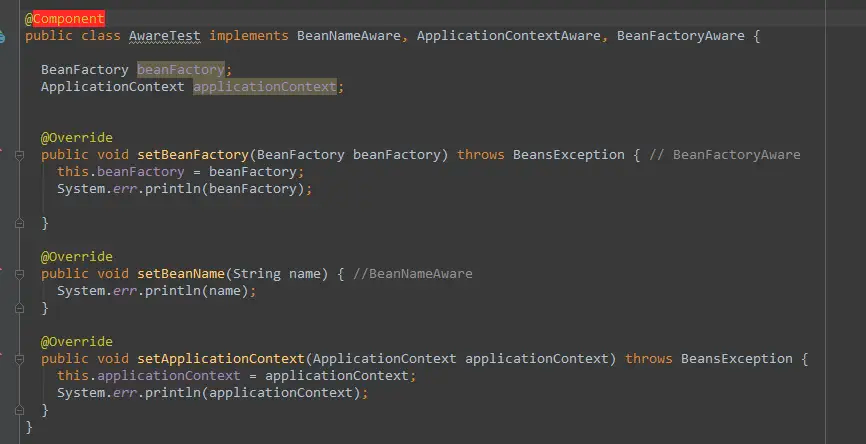 @Component
public class AwareTest implements BeanNameAware, ApplicationContextAware, BeanFactoryAware {
BeanFactory beanFactory;
ApplicationContext applicationContext;
@Override
public void setBeanFactory(BeanFactory beanFactory) throws BeansException { // BeanFactoryAware
this.beanFactory = beanFactory;
System.err.println(beanFactory);
}
@Override
public void setBeanName(String name) { //BeanNameAware
System.err.println(name);
}
@Override
public void setApplicationContext(ApplicationContext applicationContext) throws BeansException {
this.applicationContext = applicationContext;
System.err.println(applicationContext);
}
}